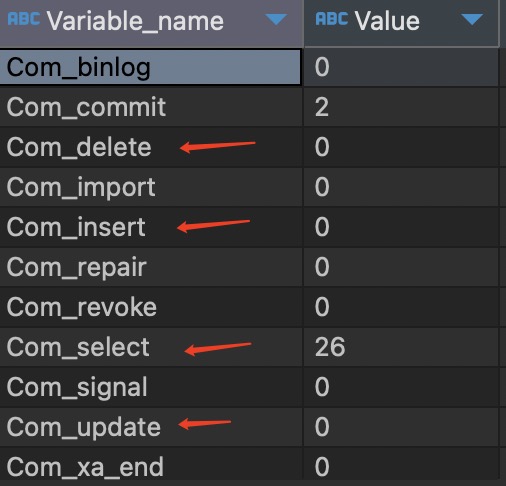 ABC Variable_name ABC Value
Com_binlog 0
Com_commit 2
Com_delete 0
Com_import 0
Com_insert 0
Com_repair 0
Com_revoke 0
Com_select 26
Com_signal 0
Com_update 0
Com_xa_end 0